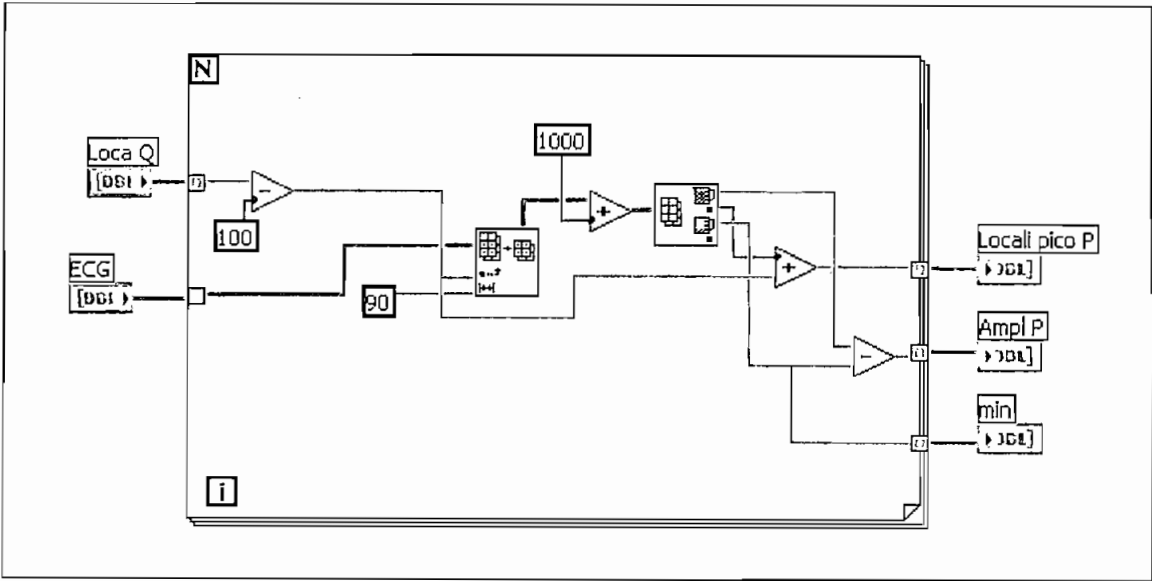 N
1000
Loca Q
[DBL
100
ECG
[DBL
90
Locali pico P
DBL]
Ampl P
DBL]
min
DBL]
i